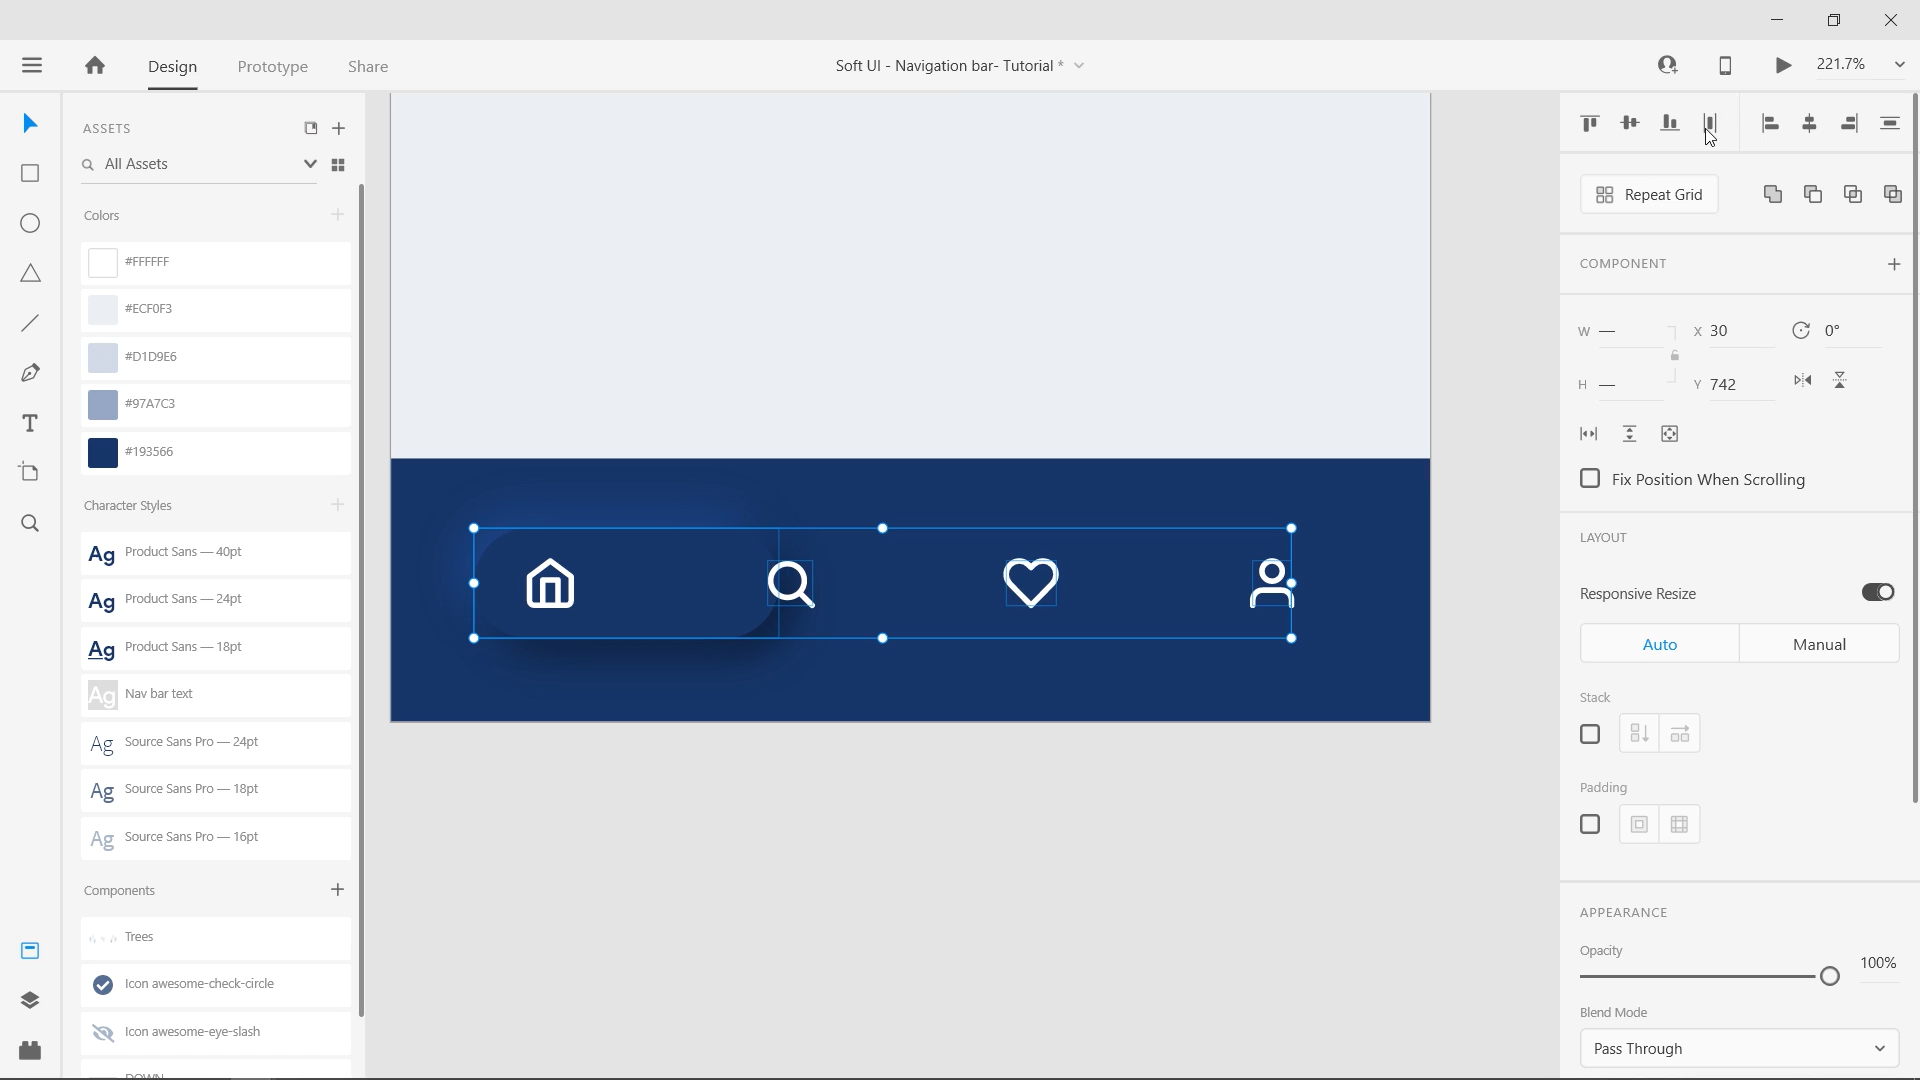 Design
Prototype
Share
Soft UI - Navigation bar- Tutorial *
221.7%
ASSETS
All Assets
Colors
#FFFFFF
#ECF0F3
#D1D9E6
#97A7C3
#193566
Character Styles
Ag Product Sans — 40pt
Ag Product Sans — 24pt
Ag Product Sans — 18pt
Ag Nav bar text
Ag Source Sans Pro — 24pt
Ag Source Sans Pro — 18pt
Ag Source Sans Pro — 16pt
Components
Trees
Icon awesome-check-circle
Icon awesome-eye-slash
DOWN
Repeat Grid
COMPONENT
W — X 30 0°
H — Y 742
Fix Position When Scrolling
LAYOUT
Responsive Resize
Auto
Manual
Stack
Padding
APPEARANCE
Opacity
100%
Blend Mode
Pass Through